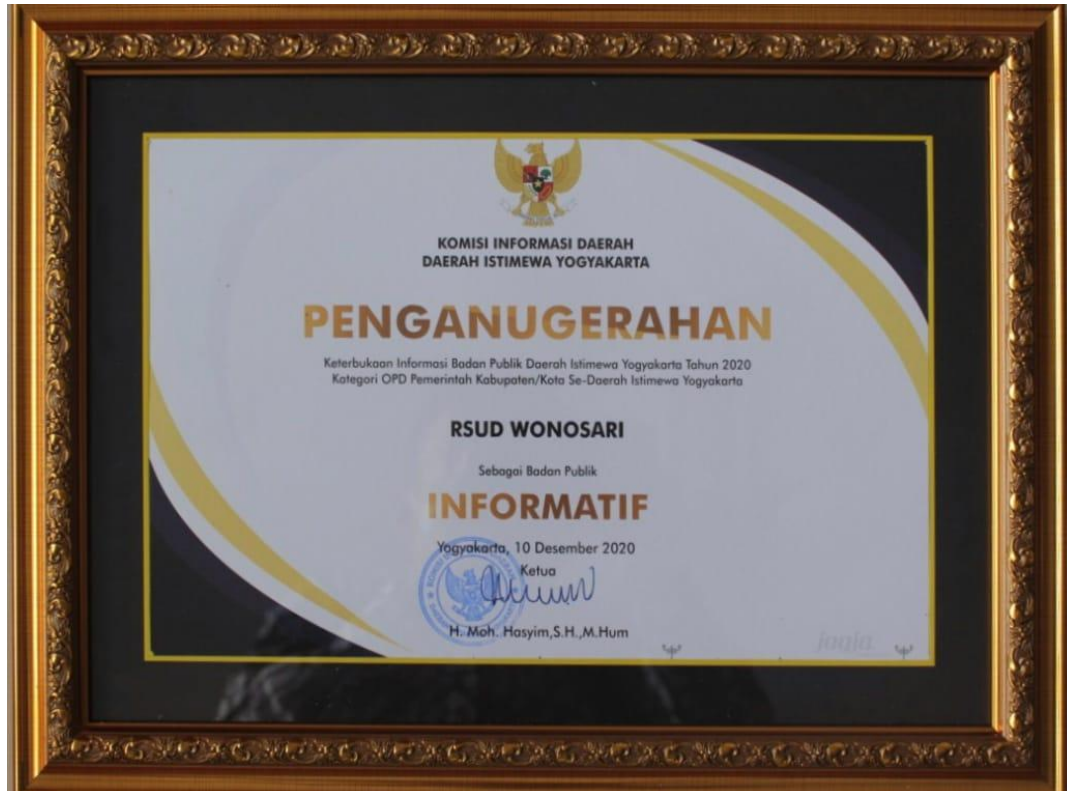 KOMISI INFORMASI DAERAH
DAERAH ISTIMEWA YOGYAKARTA
PENGANUGERAHAN
Keterbukaan Informasi Badan Publik Daerah Istimewa Yogyakarta Tahun 2020
Kategori OPD Pemerintah Kabupaten/Kota Se-Daerah Istimewa Yogyakarta
RSUD WONOSARI
Sebagai Badan Publik
INFORMATIF
Yogyakarta, 10 Desember 2020
Ketua
H. Moh. Hasyim,S.H.,M.Hum
jogja